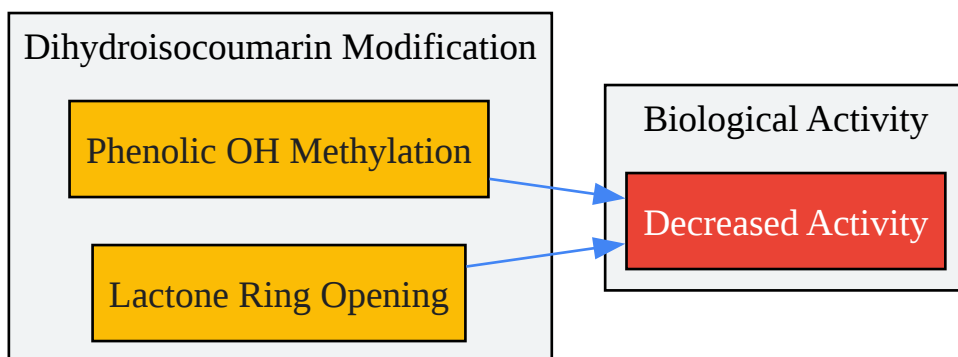 Dihydroisocoumarin Modification
Phenolic OH Methylation
Lactone Ring Opening
Biological Activity
Decreased Activity